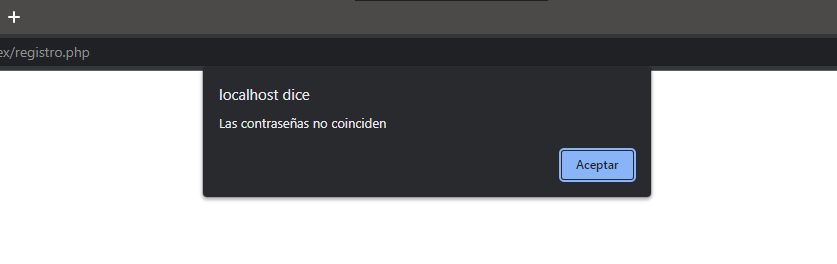 ex/registro.php
localhost dice
Las contraseñas no coinciden
Aceptar